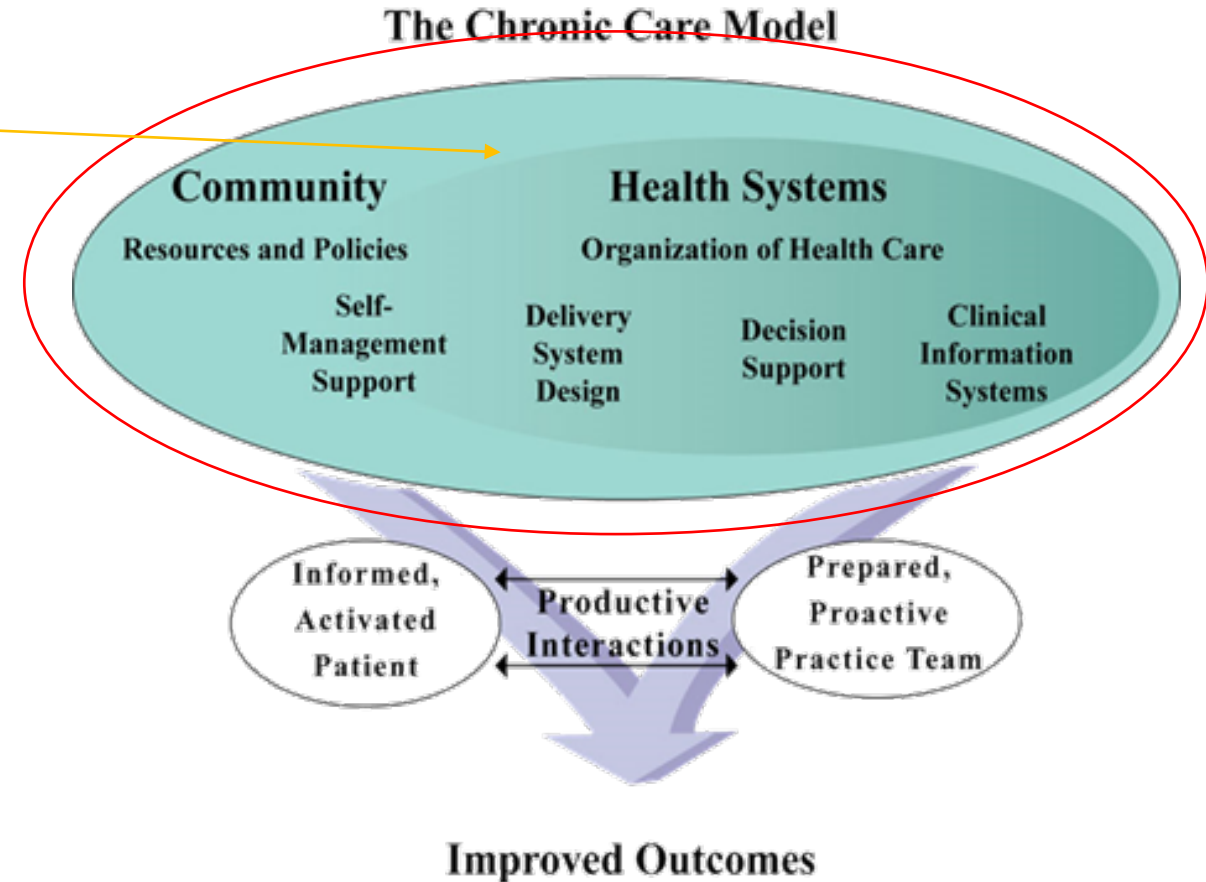 The Chronic Care Model
Community
Health Systems
Resources and Policies
Organization of Health Care
Self-
Management
Support
Delivery
System
Design
Decision
Support
Clinical
Information
Systems
Informed,
Activated
Patient
Productive
Interactions
Prepared,
Proactive
Practice Team
Improved Outcomes